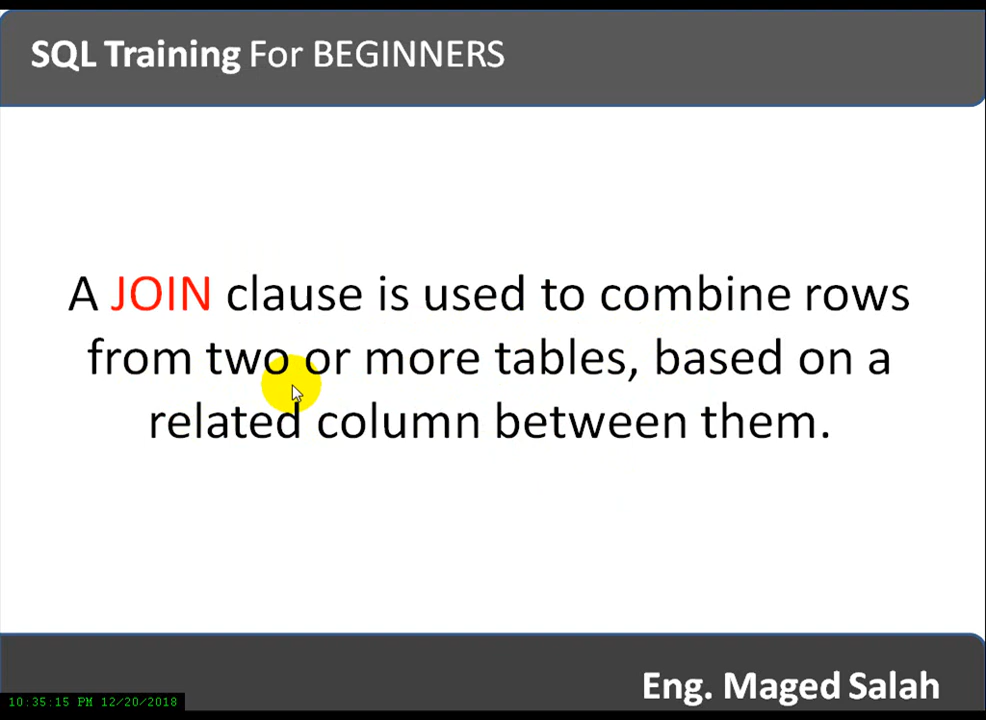 SQL Training For BEGINNERS
A JOIN clause is used to combine rows
from two or more tables, based on a
related column between them.
Eng. Maged Salah
10:35:15 PM 12/20/2018